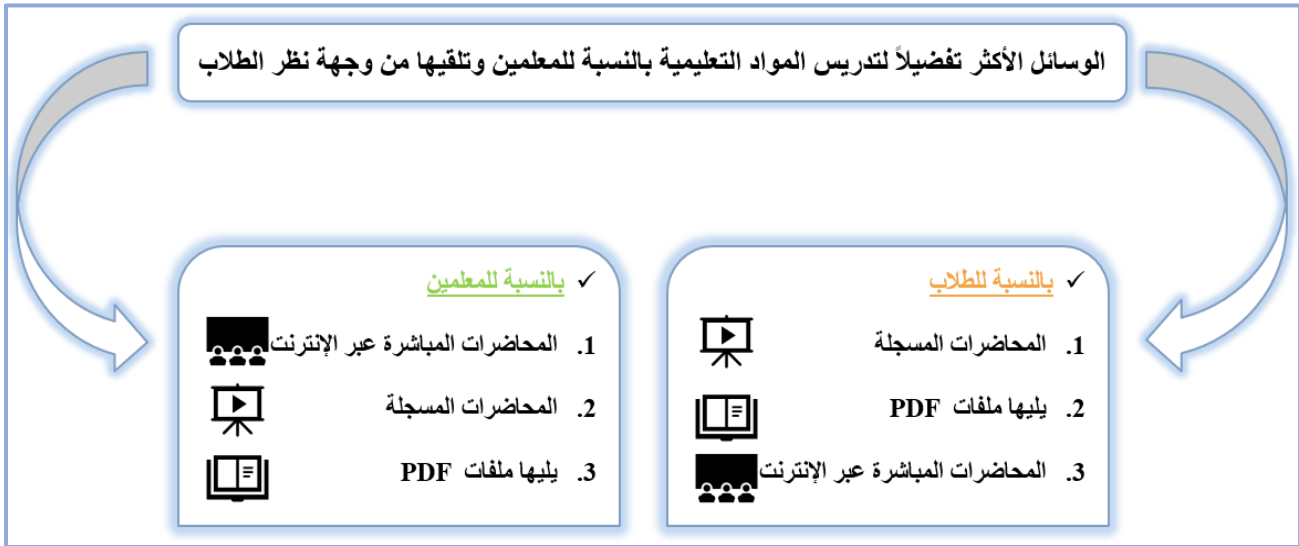 الوسائل الأكثر تفضيلاً لتدريس المواد التعليمية بالنسبة للمعلمين وتلقيها من وجهة نظر الطلاب
✓ بالنسبة للطلاب
1. المحاضرات المسجلة
2. يليها ملفات PDF
3. المحاضرات المباشرة عبر الإنترنت
✓ بالنسبة للمعلمين
1. المحاضرات المباشرة عبر الإنترنت
2. المحاضرات المسجلة
3. يليها ملفات PDF